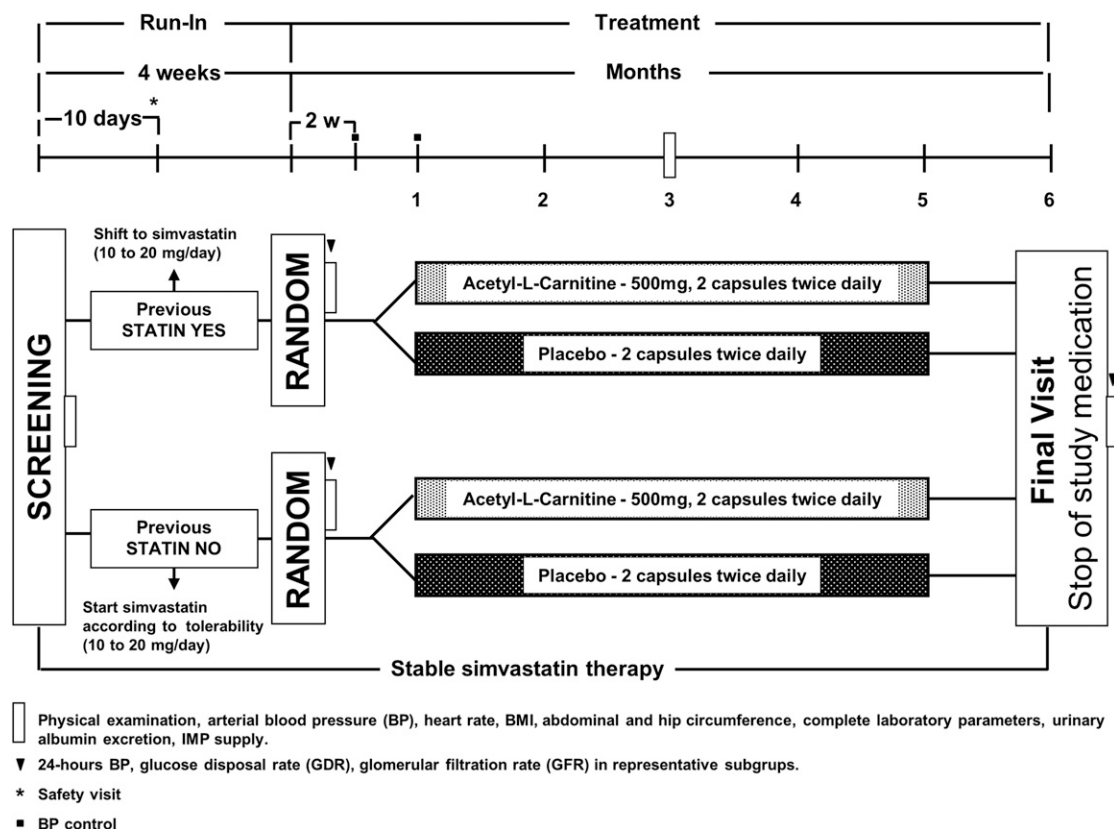 Run-In
Treatment
4 weeks
Months
10 days
*
2 w
1
2
3
4
5
6
SCREENING
Shift to simvastatin
(10 to 20 mg/day)
Previous
STATIN YES
RANDOM
Acetyl-L-Carnitine - 500mg, 2 capsules twice daily
Placebo - 2 capsules twice daily
Previous
STATIN NO
Start simvastatin
according to tolerability
(10 to 20 mg/day)
RANDOM
Acetyl-L-Carnitine - 500mg, 2 capsules twice daily
Placebo - 2 capsules twice daily
Final Visit
Stop of study medication
Stable simvastatin therapy
Physical examination, arterial blood pressure (BP), heart rate, BMI, abdominal and hip circumference, complete laboratory parameters, urinary
albumin excretion, IMP supply.
24-hours BP, glucose disposal rate (GDR), glomerular filtration rate (GFR) in representative subgrups.
* Safety visit
BP control